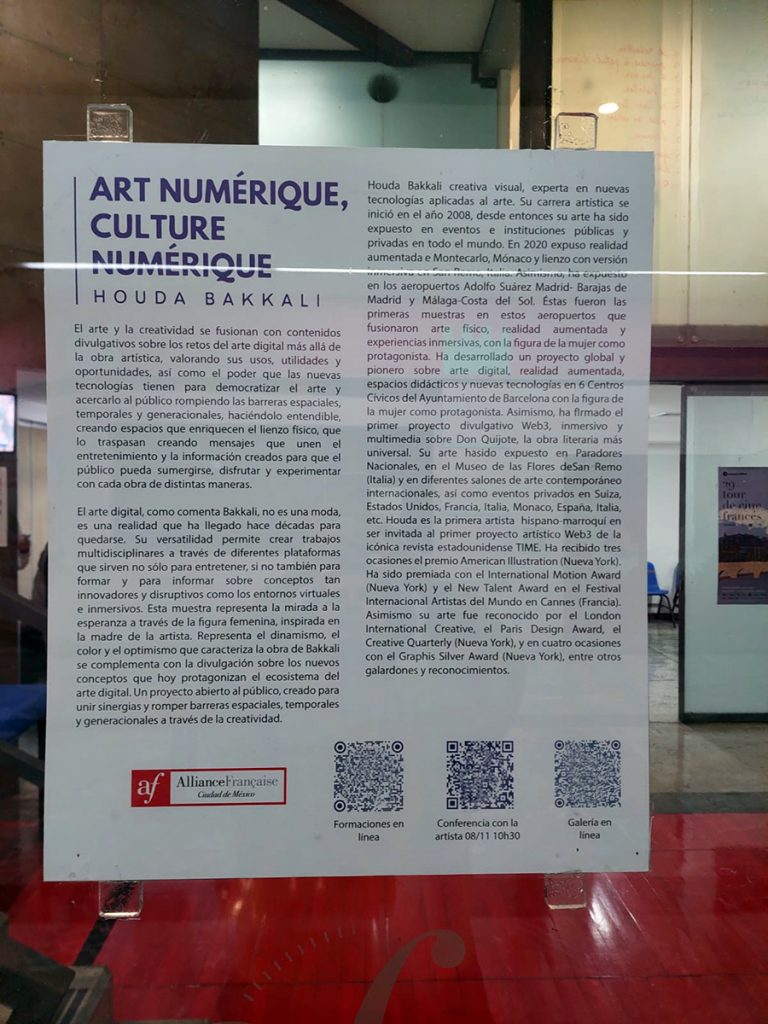 ART NUMÉRIQUE,
CULTURE
NUMÉRIQUE
HOUDA BAKKALI
El arte y la creatividad se fusionan con contenidos
divulgativos sobre los retos del arte digital más allá de
la obra artística, valorando sus usos, utilidades y
oportunidades, así como el poder que las nuevas
tecnologías tienen para democratizar el arte y
acercarlo al público rompiendo las barreras espaciales,
temporales y generacionales, haciéndolo entendible,
creando espacios que enriquecen el lienzo físico, que
lo traspasan creando mensajes que unen el
entretenimiento y la información creados para que el
público pueda sumergirse, disfrutar y experimentar
con cada obra de distintas maneras.
El arte digital, como comenta Bakkali, no es una moda,
es una realidad que ha llegado hace décadas para
quedarse. Su versatilidad permite crear trabajos
multidisciplinares a través de diferentes plataformas
que sirven no sólo para entretener, si no también para
formar y para informar sobre conceptos tan
innovadores y disruptivos como los entornos virtuales
e inmersivos. Esta muestra representa la mirada a la
esperanza a través de la figura femenina, inspirada en
la madre de la artista. Representa el dinamismo, el
color y el optimismo que caracteriza la obra de Bakkali
se complementa con la divulgación sobre los nuevos
conceptos que hoy protagonizan el ecosistema del
arte digital. Un proyecto abierto al público, creado para
unir sinergias y romper barreras espaciales, temporales
y generacionales a través de la creatividad.
Houda Bakkali creativa visual, experta en nuevas
tecnologías aplicadas al arte. Su carrera artística se
inició en el año 2008, desde entonces su arte ha sido
expuesto en eventos e instituciones públicas y
privadas en todo el mundo. En 2020 expuso realidad
aumentada e Montecarlo, Mónaco y lienzo con versión
inmersiva en San Remo, Italia. Asimismo, ha expuesto
en los aeropuertos Adolfo Suárez Madrid- Barajas de
Madrid y Málaga-Costa del Sol. Éstas fueron las
primeras muestras en estos aeropuertos que
fusionaron arte físico, realidad aumentada y
experiencias inmersivas, con la figura de la mujer como
protagonista. Ha desarrollado un proyecto global y
pionero sobre arte digital, realidad aumentada,
espacios didácticos y nuevas tecnologías en 6 Centros
Cívicos del Ayuntamiento de Barcelona con la figura de
la mujer como protagonista. Asimismo, ha firmado el
primer proyecto divulgativo Web3, inmersivo y
multimedia sobre Don Quijote, la obra literaria más
universal. Su arte hasido expuesto en Paradores
Nacionales, en el Museo de las Flores deSan Remo
(Italia) y en diferentes salones de arte contemporáneo
internacionales, así como eventos privados en Suiza,
Estados Unidos, Francia, Italia, Monaco, España, Italia,
etc. Houda es la primera artista hispano-marroquí en
ser invitada al primer proyecto artístico Web3 de la
icónica revista estadounidense TIME. Ha recibido tres
ocasiones el premio American Illustration (Nueva York).
Ha sido premiada con el International Motion Award
(Nueva York) y el New Talent Award en el Festival
Internacional Artistas del Mundo en Cannes (Francia).
Asimismo su arte fue reconocido por el London
International Creative, el Paris Design Award, el
Creative Quarterly (Nueva York), y en cuatro ocasiones
con el Graphis Silver Award (Nueva York), entre otros
galardones y reconocimientos.
af AllianceFrançaise
Ciudad de México
Formaciones en
línea
Conferencia con la
artista 08/11 10h30
Galería en
línea
29
tour
de cine
francés